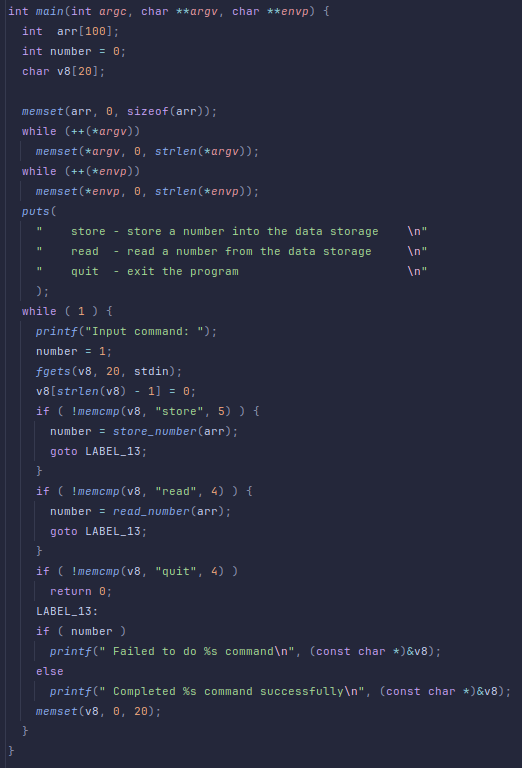 int main(int argc, char **argv, char **envp) {
  int  arr[100];
  int number = 0;
  char v8[20];

  memset(arr, 0, sizeof(arr));
  while (++(*argv))
    memset(*argv, 0, strlen(*argv));
  while (++(*envp))
    memset(*envp, 0, strlen(*envp));
  puts(
    "    store - store a number into the data storage    \n"
    "    read  - read a number from the data storage     \n"
    "    quit  - exit the program                        \n"
    );
  while ( 1 ) {
    printf("Input command: ");
    number = 1;
    fgets(v8, 20, stdin);
    v8[strlen(v8) - 1] = 0;
    if ( !memcmp(v8, "store", 5) ) {
      number = store_number(arr);
      goto LABEL_13;
    }
    if ( !memcmp(v8, "read", 4) ) {
      number = read_number(arr);
      goto LABEL_13;
    }
    if ( !memcmp(v8, "quit", 4) )
      return 0;
    LABEL_13:
    if ( number )
      printf(" Failed to do %s command\n", (const char *)&v8);
    else
      printf(" Completed %s command successfully\n", (const char *)&v8);
    memset(v8, 0, 20);
  }
}